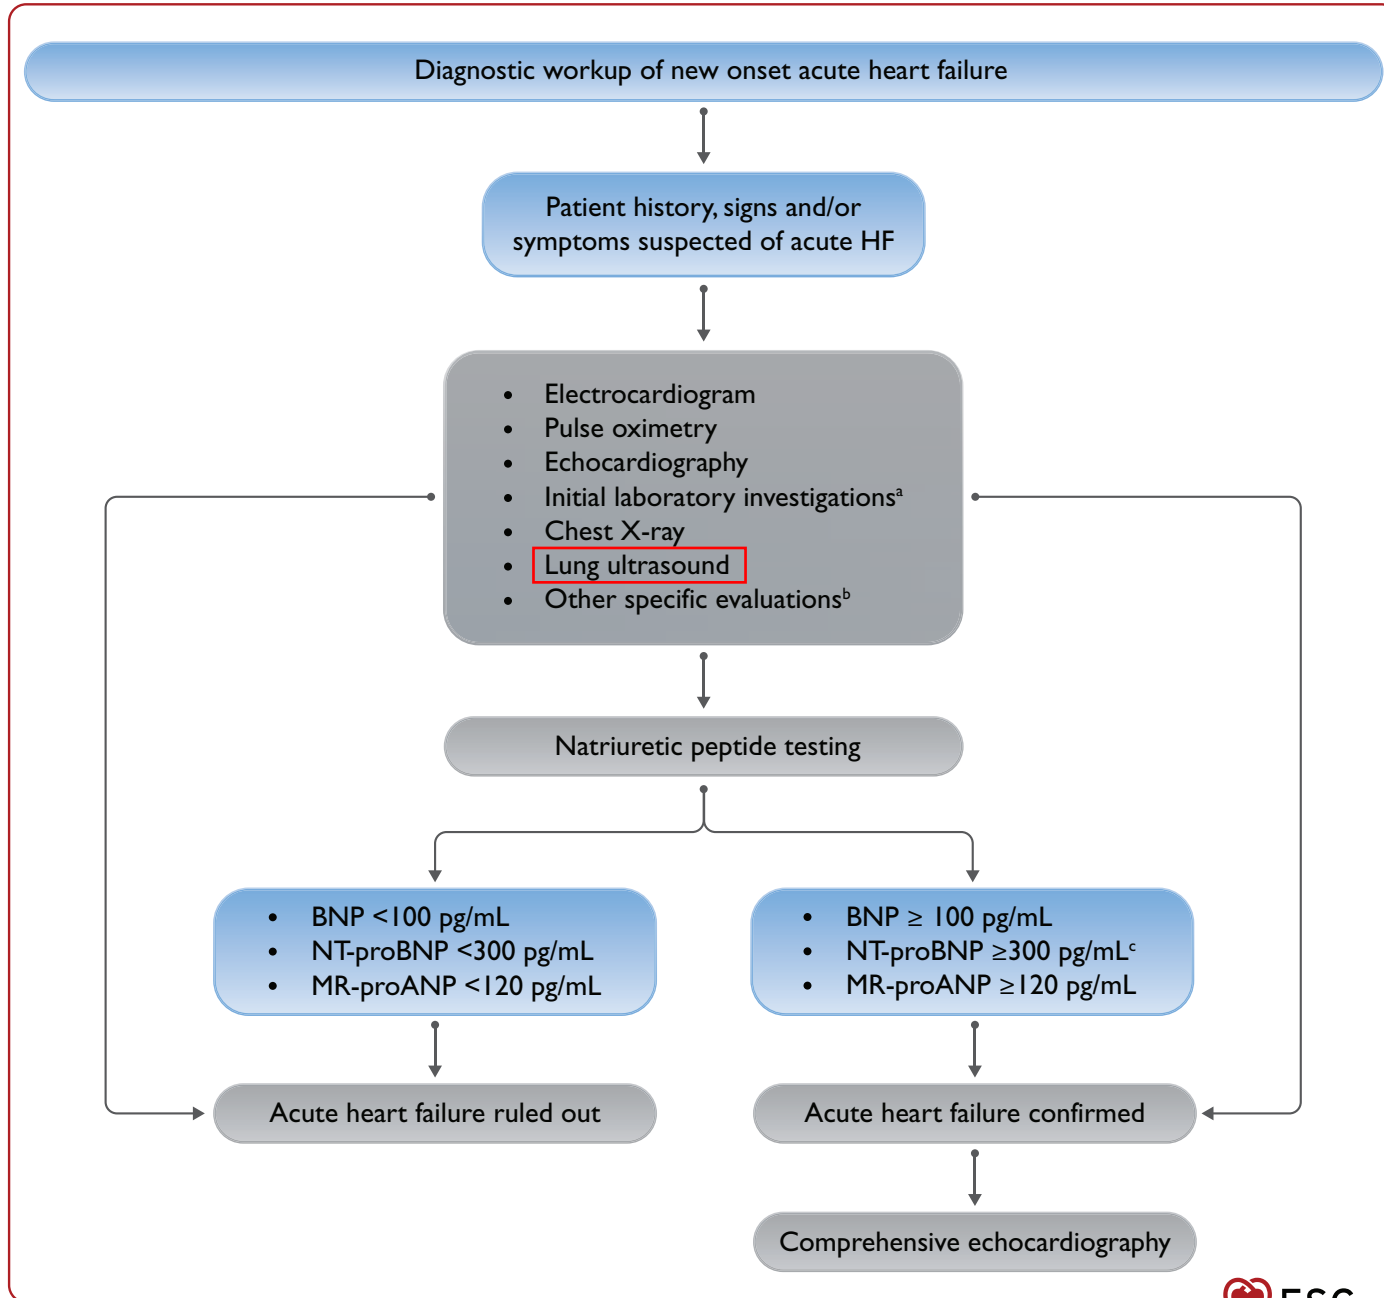 Diagnostic workup of new onset acute heart failure
Patient history, signs and/or
symptoms suspected of acute HF
• Electrocardiogram
• Pulse oximetry
• Echocardiography
• Initial laboratory investigationsᵃ
• Chest X-ray
• Lung ultrasound
• Other specific evaluationsᵇ
Natriuretic peptide testing
• BNP <100 pg/mL
• NT-proBNP <300 pg/mL
• MR-proANP <120 pg/mL
• BNP ≥ 100 pg/mL
• NT-proBNP ≥300 pg/mLᶜ
• MR-proANP ≥120 pg/mL
Acute heart failure ruled out
Acute heart failure confirmed
Comprehensive echocardiography
ESC